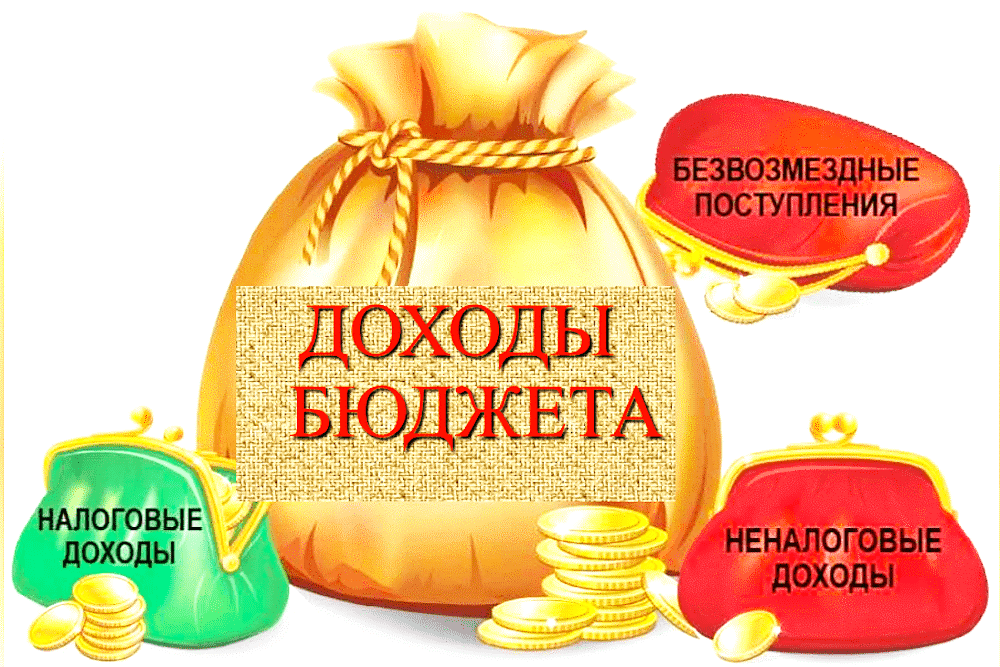 БЕЗВОЗМЕЗДНЫЕ
ПОСТУПЛЕНИЯ
ДОХОДЫ
БЮДЖЕТА
НАЛОГОВЫЕ
ДОХОДЫ
НЕНАЛОГОВЫЕ
ДОХОДЫ